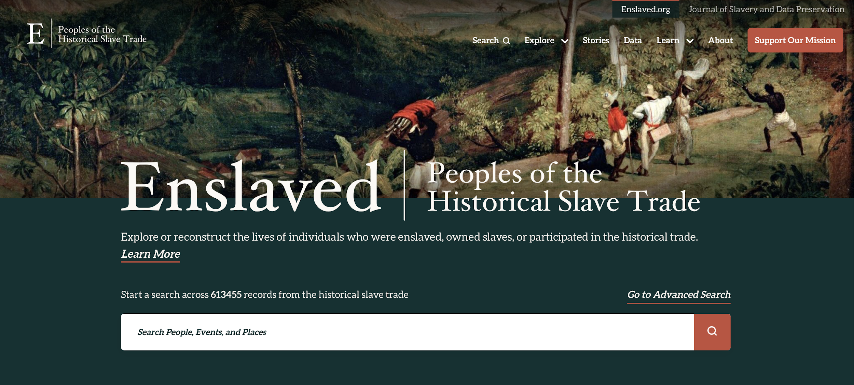 Enslaved.org Journal of Slavery and Data Preservation
E Peoples of the
Historical Slave Trade
Search Explore Stories Data Learn About Support Our Mission
Enslaved
Peoples of the
Historical Slave Trade
Explore or reconstruct the lives of individuals who were enslaved, owned slaves, or participated in the historical trade.
Learn More
Start a search across 613455 records from the historical slave trade
Go to Advanced Search
Search People, Events, and Places